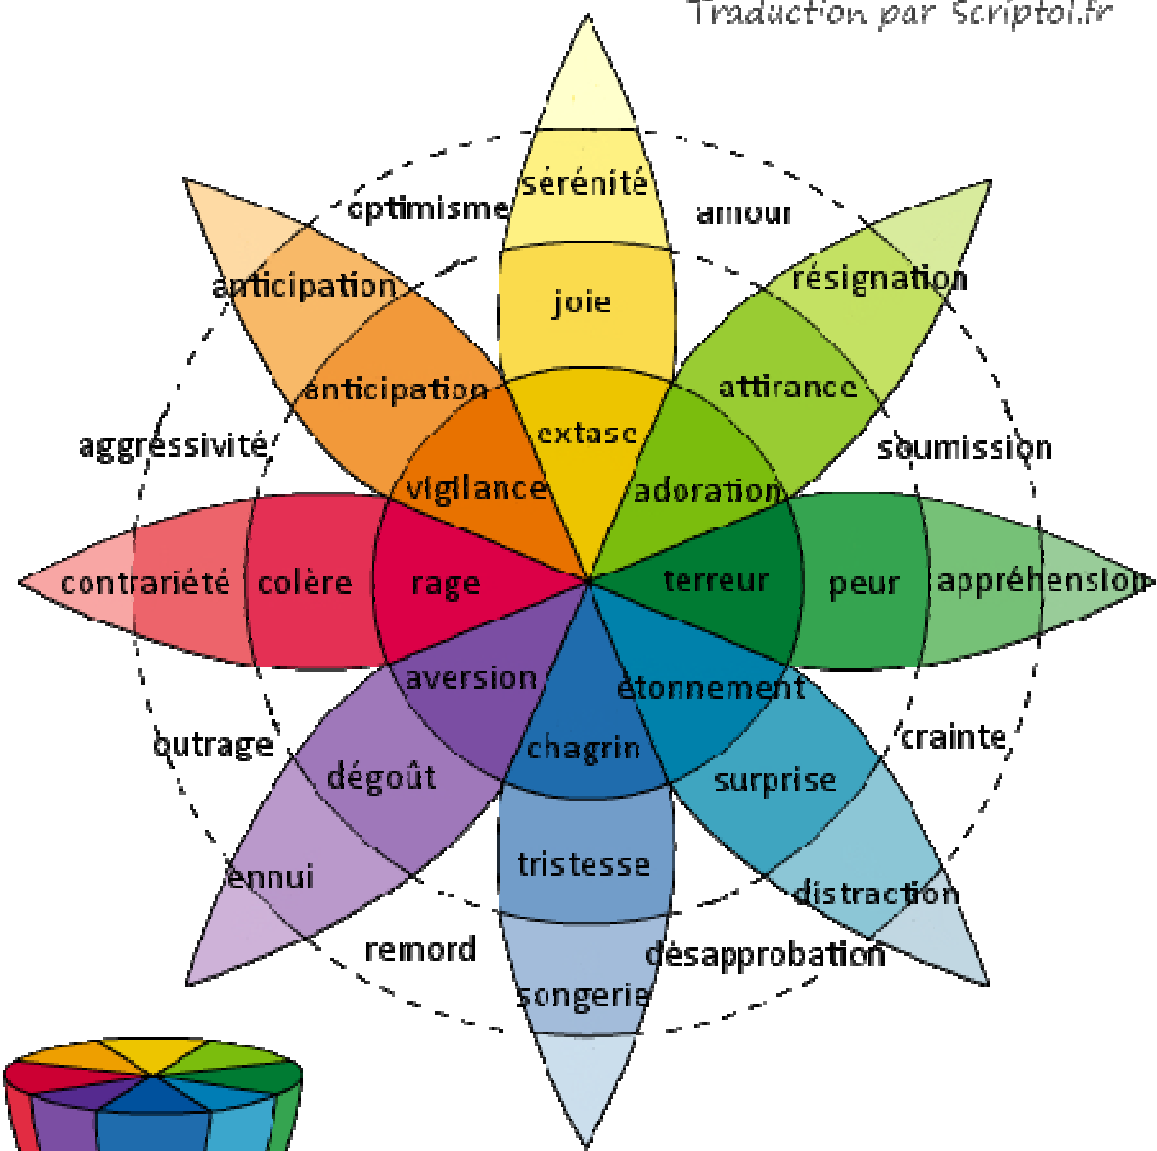 Traduction par Scriptol.fr
sérénité
optimisme
amour
anticipation
résignation
joie
anticipation
attirance
extase
aggressivité
soumission
vigilance
adoration
contrariété
colère
rage
terreur
peur
appréhension
aversion
étonnement
outrage
crainte
chagrin
dégoût
surprise
tristesse
ennui
distraction
remord
désapprobation
songerie